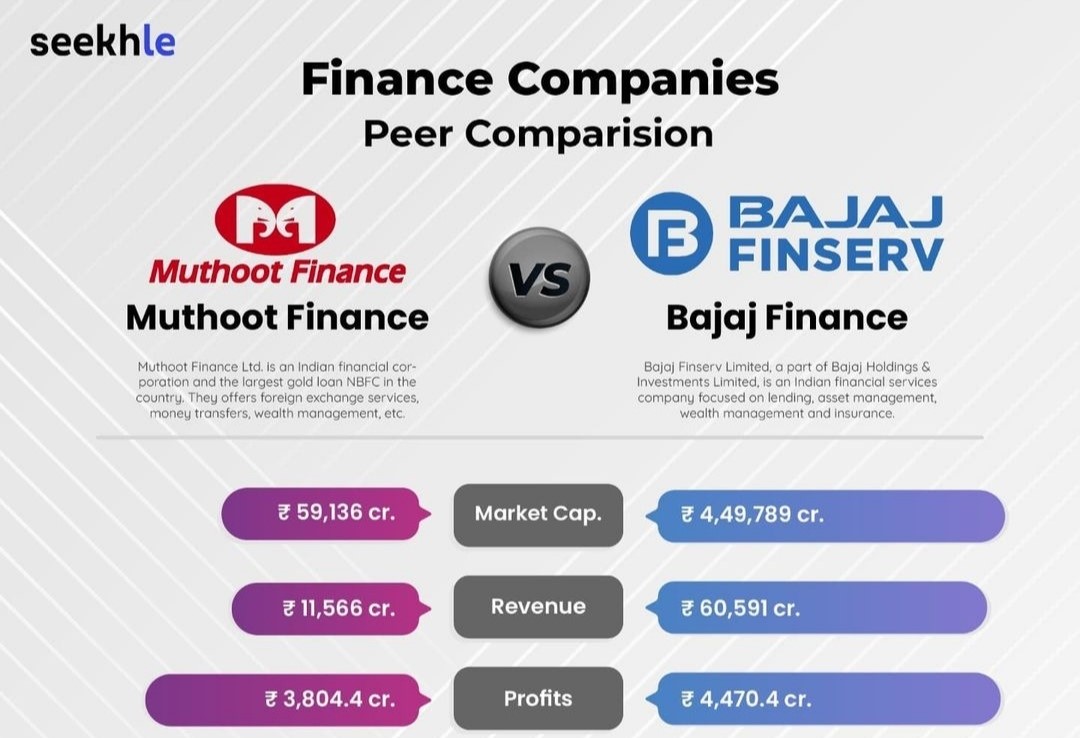 seekhle
Finance Companies
Peer Comparision
Muthoot Finance
Muthoot Finance
Muthoot Finance Ltd. is an Indian financial cor-
poration and the largest gold loan NBFC in the
country. They offers foreign exchange services,
money transfers, wealth management, etc.
VS
BAJAJ
FINSERV
Bajaj Finance
Bajaj Finserv Limited, a part of Bajaj Holdings &
Investments Limited, is an Indian financial services
company focused on lending, asset management,
wealth management and insurance.
₹ 59,136 cr. Market Cap. ₹ 4,49,789 cr.
₹ 11,566 cr. Revenue ₹ 60,591 cr.
₹ 3,804.4 cr. Profits ₹ 4,470.4 cr.